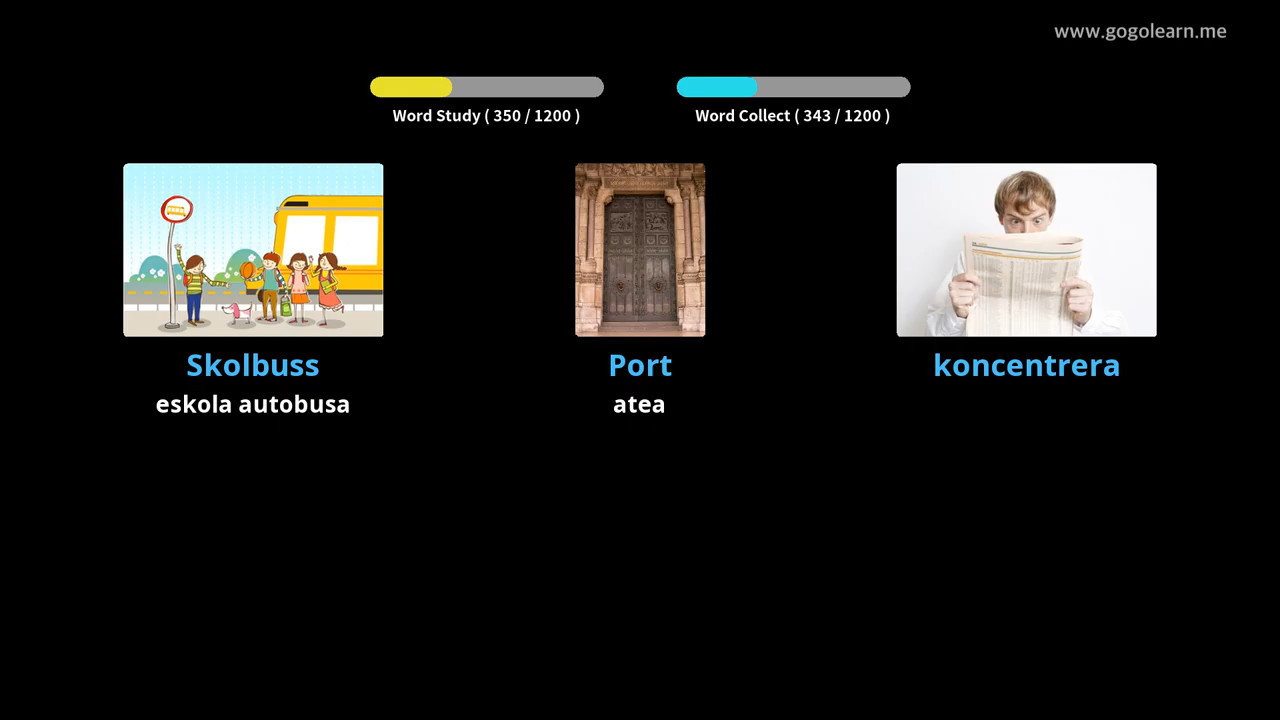 www.gogolearn.me
Word Study ( 350 / 1200 )
Word Collect ( 343 / 1200 )
Skolbuss
Port
koncentrera
eskola autobusa
atea